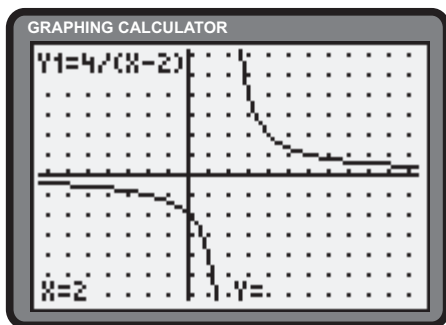 GRAPHING CALCULATOR
Y1=4/(X-2)
X=2 Y=